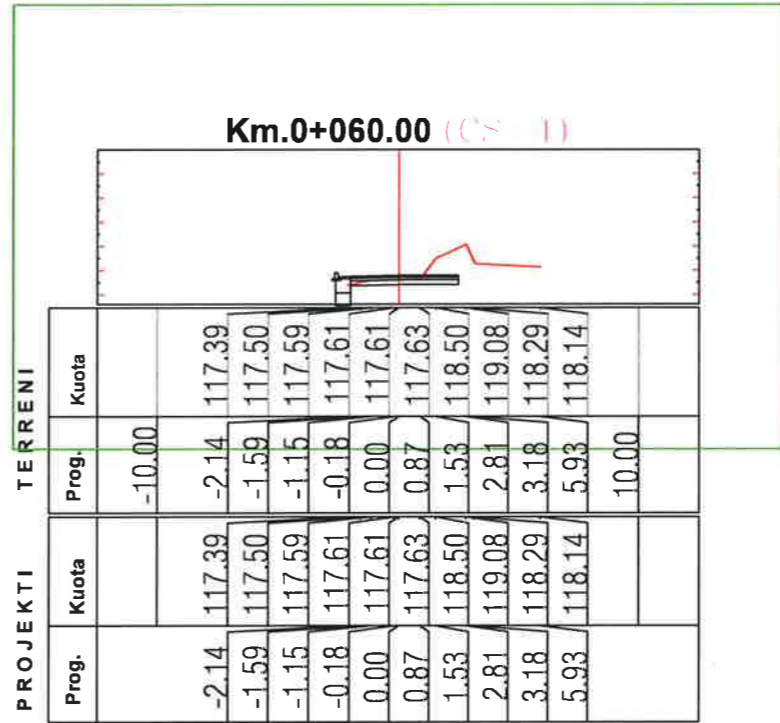 Km.0+060.00
TERRENI
Kuota 117.39 117.50 117.59 117.61 117.61 117.63 118.50 119.08 118.29 118.14
Prog. -10.00 -2.14 -1.59 -1.15 -0.18 0.00 0.87 1.53 2.81 3.18 5.93 10.00
PROJEKTI
Kuota 117.39 117.50 117.59 117.61 117.61 117.63 118.50 119.08 118.29 118.14
Prog. -2.14 -1.59 -1.15 -0.18 0.00 0.87 1.53 2.81 3.18 5.93